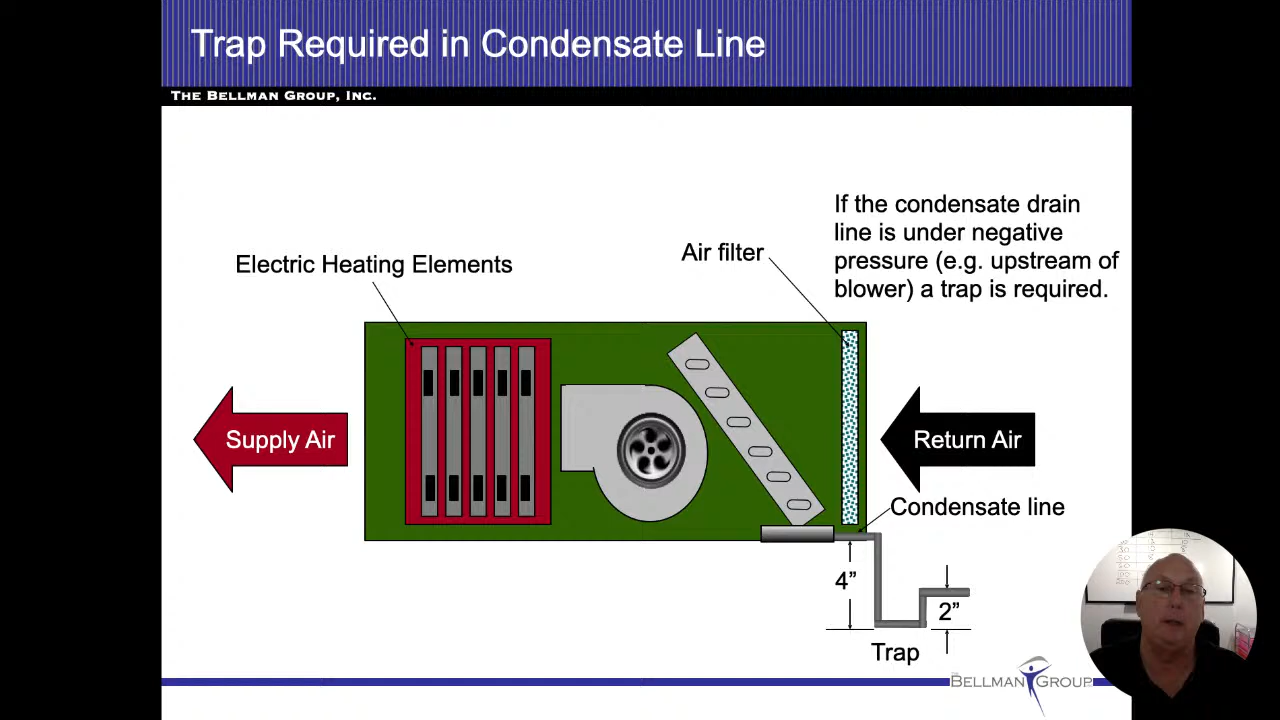 Trap Required in Condensate Line
THE BELLMAN GROUP, INC.
If the condensate drain
line is under negative
pressure (e.g. upstream of
blower) a trap is required.
Air filter
Electric Heating Elements
Supply Air
Return Air
Condensate line
4”
2”
Trap
THE
BELLMAN GROUP